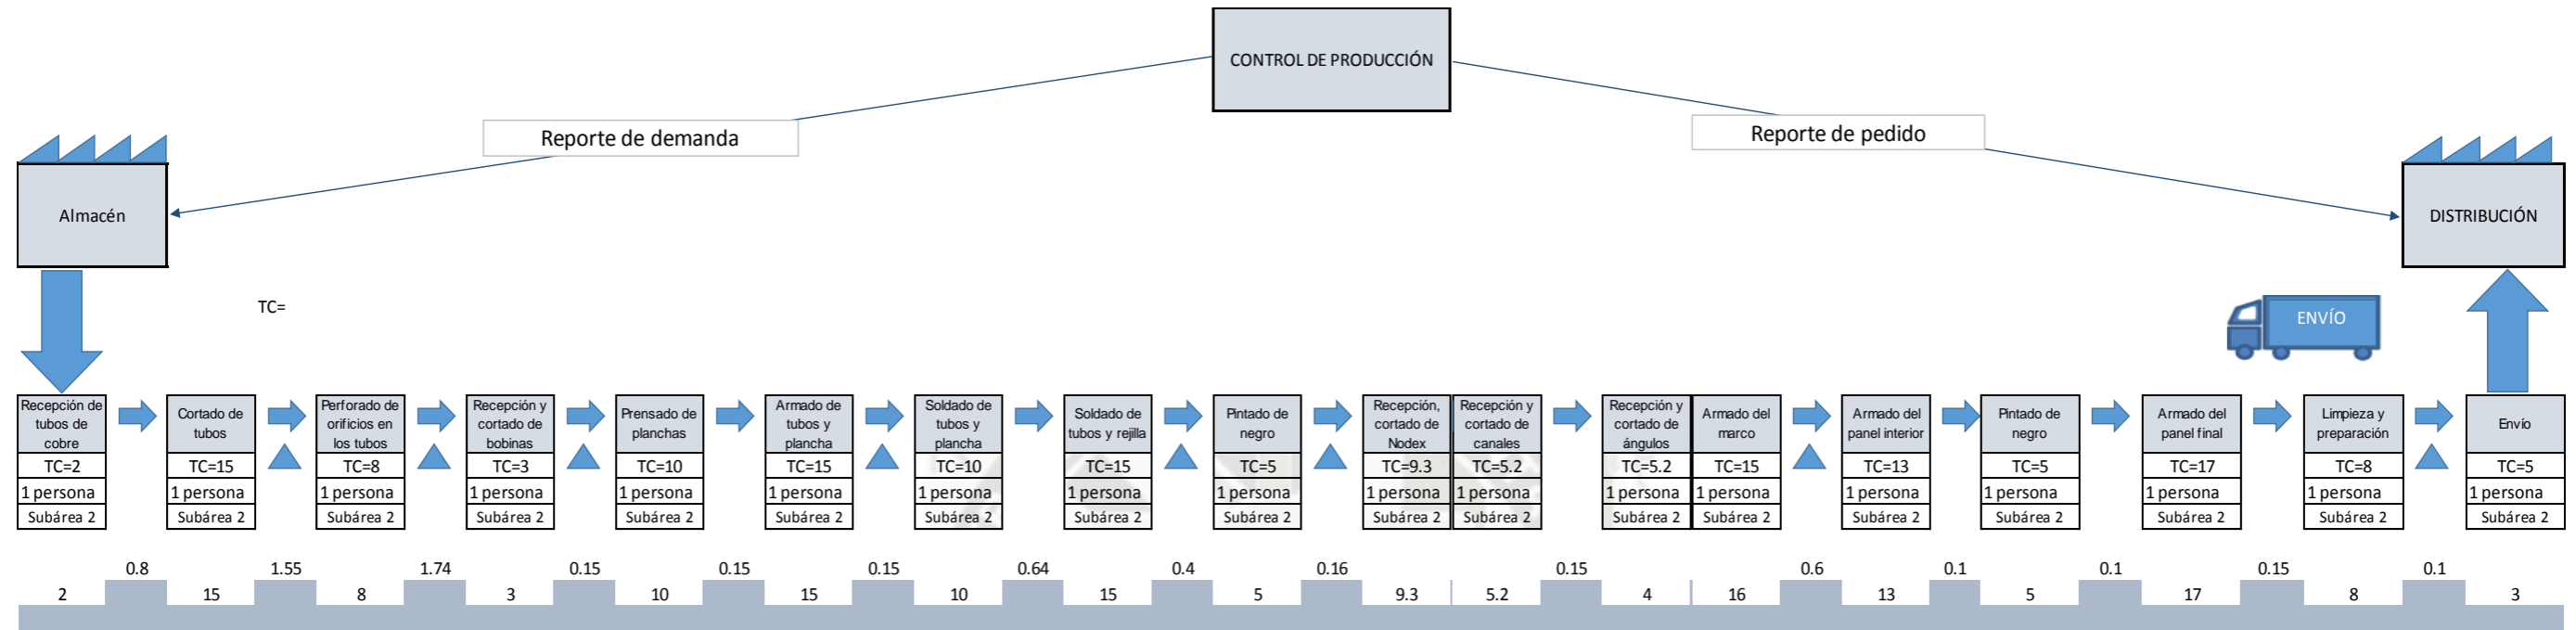 CONTROL DE PRODUCCIÓN
Reporte de demanda
Reporte de pedido
Almacén
DISTRIBUCIÓN
TC=
ENVÍO
Recepción de
tubos de
cobre
TC=2
1 persona
Subárea 2
Cortado de
tubos
TC=15
1 persona
Subárea 2
Perforado de
orificios en
los tubos
TC=8
1 persona
Subárea 2
Recepción y
cortado de
bobinas
TC=3
1 persona
Subárea 2
Prensado de
planchas
TC=10
1 persona
Subárea 2
Armado de
tubos y
plancha
TC=15
1 persona
Subárea 2
Soldado de
tubos y
plancha
TC=10
1 persona
Subárea 2
Soldado de
tubos y rejilla
TC=15
1 persona
Subárea 2
Pintado de
negro
TC=5
1 persona
Subárea 2
Recepción,
cortado de
Nodex
TC=9.3
1 persona
Subárea 2
Recepción y
cortado de
canales
TC=5.2
1 persona
Subárea 2
Recepción y
cortado de
ángulos
TC=5.2
1 persona
Subárea 2
Armado del
marco
TC=15
1 persona
Subárea 2
Armado del
panel interior
TC=13
1 persona
Subárea 2
Pintado de
negro
TC=5
1 persona
Subárea 2
Armado del
panel final
TC=17
1 persona
Subárea 2
Limpieza y
preparación
TC=8
1 persona
Subárea 2
Envío
TC=5
1 persona
Subárea 2
0.8 1.55 1.74 0.15 0.15 0.15 0.64 0.4 0.16 0.15 0.6 0.1 0.1 0.15 0.1
2 15 8 3 10 15 10 15 5 9.3 5.2 4 16 13 5 17 8 3